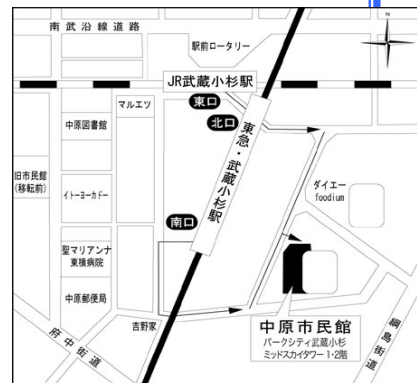 N
南武沿線道路
駅前ロータリー
JR武蔵小杉駅
東口
北口
マルエツ
中原図書館
東急・武蔵小杉駅
旧市民館
(移転前)
イトーヨーカドー
ダイエー
foodium
南口
聖マリアンナ
東横病院
中原郵便局
吉野家
府中街道
綱島街道
中原市民館
パークシティ武蔵小杉
ミッドスカイタワー1・2階